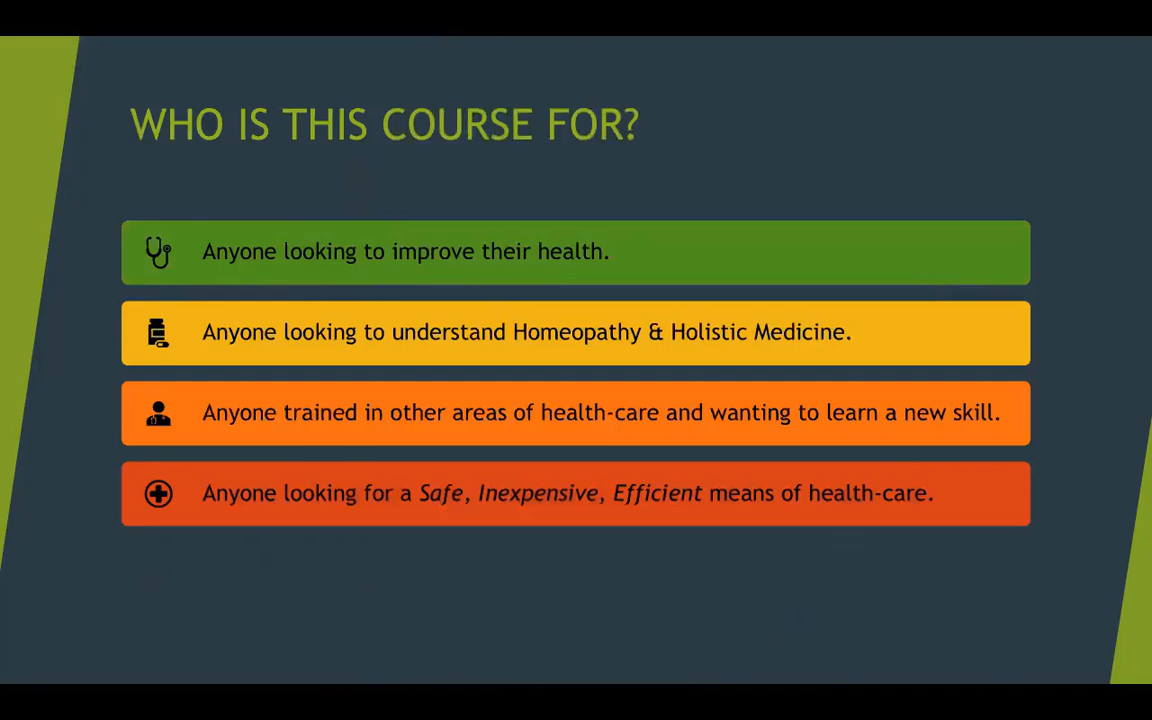 WHO IS THIS COURSE FOR?
Anyone looking to improve their health.
Anyone looking to understand Homeopathy & Holistic Medicine.
Anyone trained in other areas of health-care and wanting to learn a new skill.
Anyone looking for a Safe, Inexpensive, Efficient means of health-care.